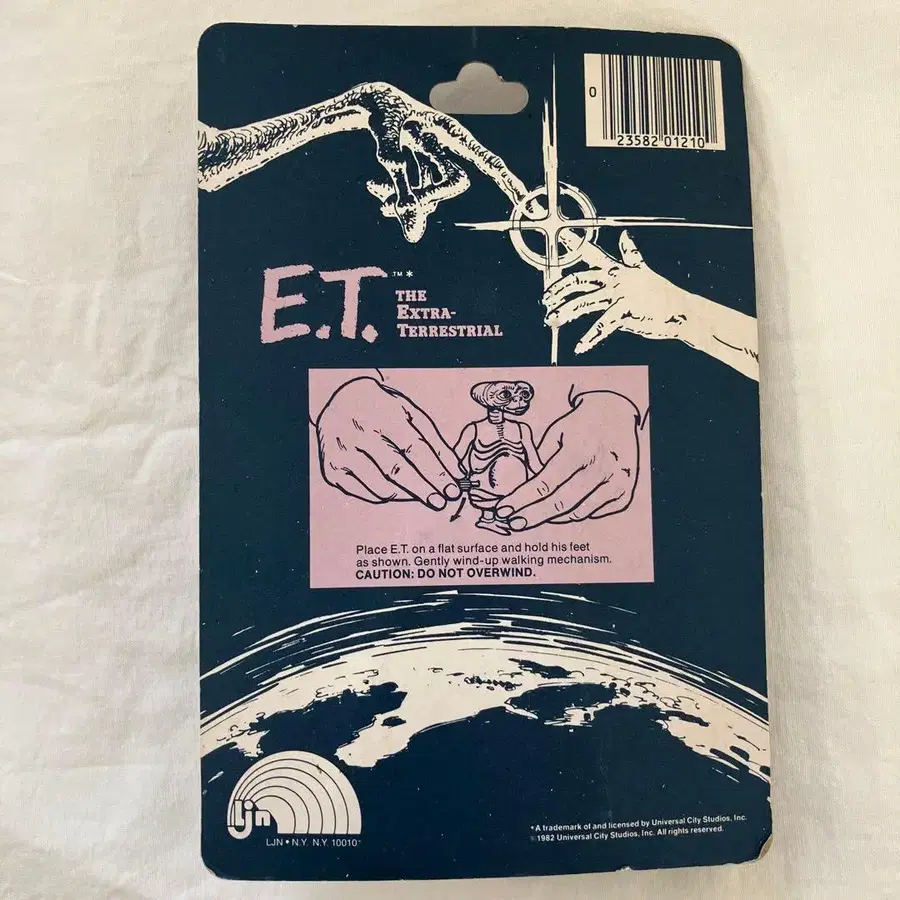 0
23582 01210
E.T.™*
THE
EXTRA-
TERRESTRIAL
Place E.T. on a flat surface and hold his feet
as shown. Gently wind-up walking mechanism.
CAUTION: DO NOT OVERWIND.
ljn
LJN • N.Y. N.Y. 10010
*A trademark of and licensed by Universal City Studios, Inc.
©1982 Universal City Studios, Inc. All rights reserved.